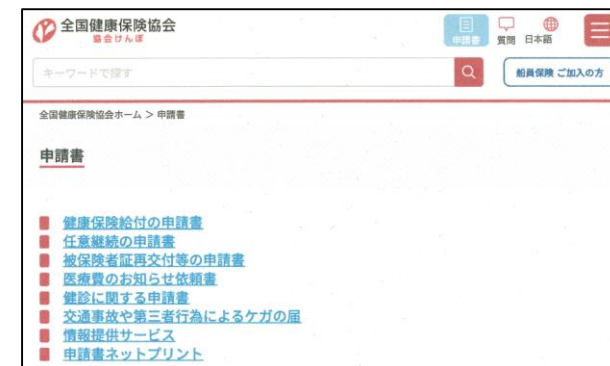 全国健康保険協会
協会けんぽ
申請書
質問
日本語
キーワードで探す
船員保険 ご加入の方
全国健康保険協会ホーム > 申請書
申請書
健康保険給付の申請書
任意継続の申請書
被保険者証再交付等の申請書
医療費のお知らせ依頼書
健診に関する申請書
交通事故や第三者行為によるケガの届
情報提供サービス
申請書ネットプリント